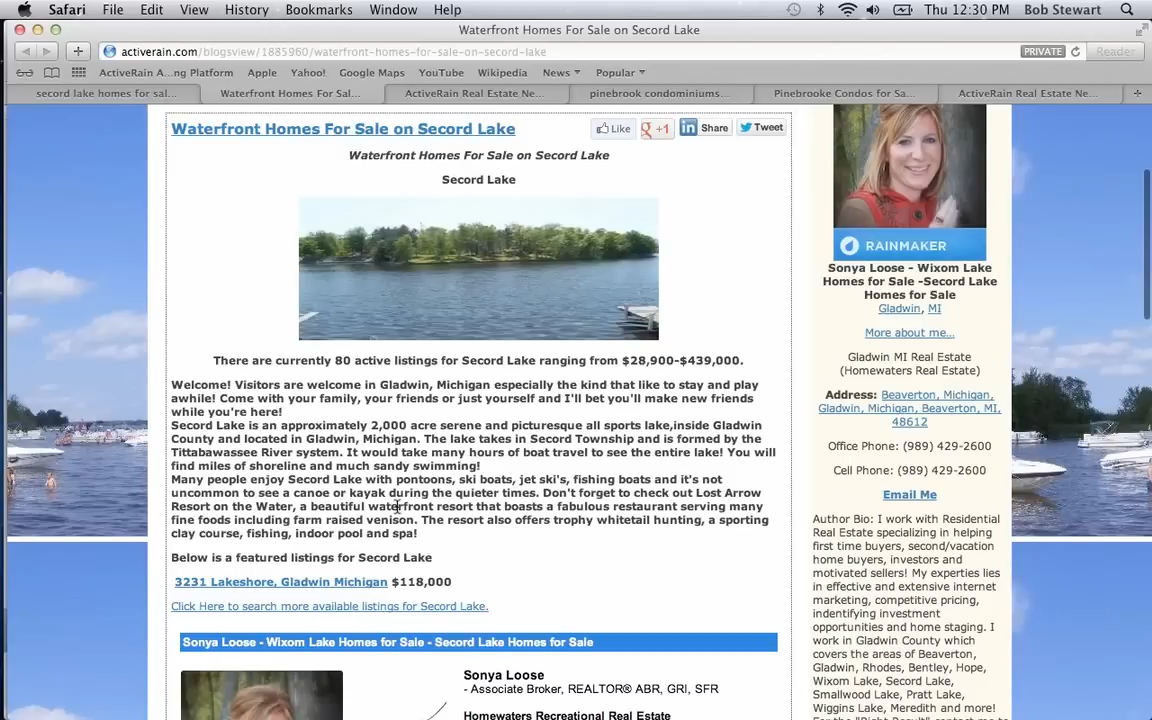 Safari File Edit View History Bookmarks Window Help Thu 12:30 PM Bob Stewart
Waterfront Homes For Sale on Secord Lake
activerain.com/blogsview/1885960/waterfront-homes-for-sale-on-secord-lake PRIVATE Reader
ActiveRain A...ng Platform Apple Yahoo! Google Maps YouTube Wikipedia News Popular
secord lake homes for sal... Waterfront Homes For Sal... ActiveRain Real Estate Ne... pinebrook condominiums... Pinebrooke Condos for Sa... ActiveRain Real Estate Ne...
Waterfront Homes For Sale on Secord Lake
Like +1 Share Tweet
Waterfront Homes For Sale on Secord Lake
Secord Lake
There are currently 80 active listings for Secord Lake ranging from $28,900-$439,000.
Welcome! Visitors are welcome in Gladwin, Michigan especially the kind that like to stay and play
awhile! Come with your family, your friends or just yourself and I'll bet you'll make new friends
while you're here!
Secord Lake is an approximately 2,000 acre serene and picturesque all sports lake,inside Gladwin
County and located in Gladwin, Michigan. The lake takes in Secord Township and is formed by the
Tittabawassee River system. It would take many hours of boat travel to see the entire lake! You will
find miles of shoreline and much sandy swimming!
Many people enjoy Secord Lake with pontoons, ski boats, jet ski's, fishing boats and it's not
uncommon to see a canoe or kayak during the quieter times. Don't forget to check out Lost Arrow
Resort on the Water, a beautiful waterfront resort that boasts a fabulous restaurant serving many
fine foods including farm raised venison. The resort also offers trophy whitetail hunting, a sporting
clay course, fishing, indoor pool and spa!
Below is a featured listings for Secord Lake
3231 Lakeshore, Gladwin Michigan $118,000
Click Here to search more available listings for Secord Lake.
Sonya Loose - Wixom Lake Homes for Sale - Secord Lake Homes for Sale
Sonya Loose
- Associate Broker, REALTOR® ABR, GRI, SFR
Homewaters Recreational Real Estate
RAINMAKER
Sonya Loose - Wixom Lake
Homes for Sale -Secord Lake
Homes for Sale
Gladwin, MI
More about me...
Gladwin MI Real Estate
(Homewaters Real Estate)
Address: Beaverton, Michigan,
Gladwin, Michigan, Beaverton, MI,
48612
Office Phone: (989) 429-2600
Cell Phone: (989) 429-2600
Email Me
Author Bio: I work with Residential
Real Estate specializing in helping
first time buyers, second/vacation
home buyers, investors and
motivated sellers! My experties lies
in effective and extensive internet
marketing, competitive pricing,
indentifying investment
opportunities and home staging. I
work in Gladwin County which
covers the areas of Beaverton,
Gladwin, Rhodes, Bentley, Hope,
Wixom Lake, Secord Lake,
Smallwood Lake, Pratt Lake,
Wiggins Lake, Meredith and more!
For the "Right Result" contact me to